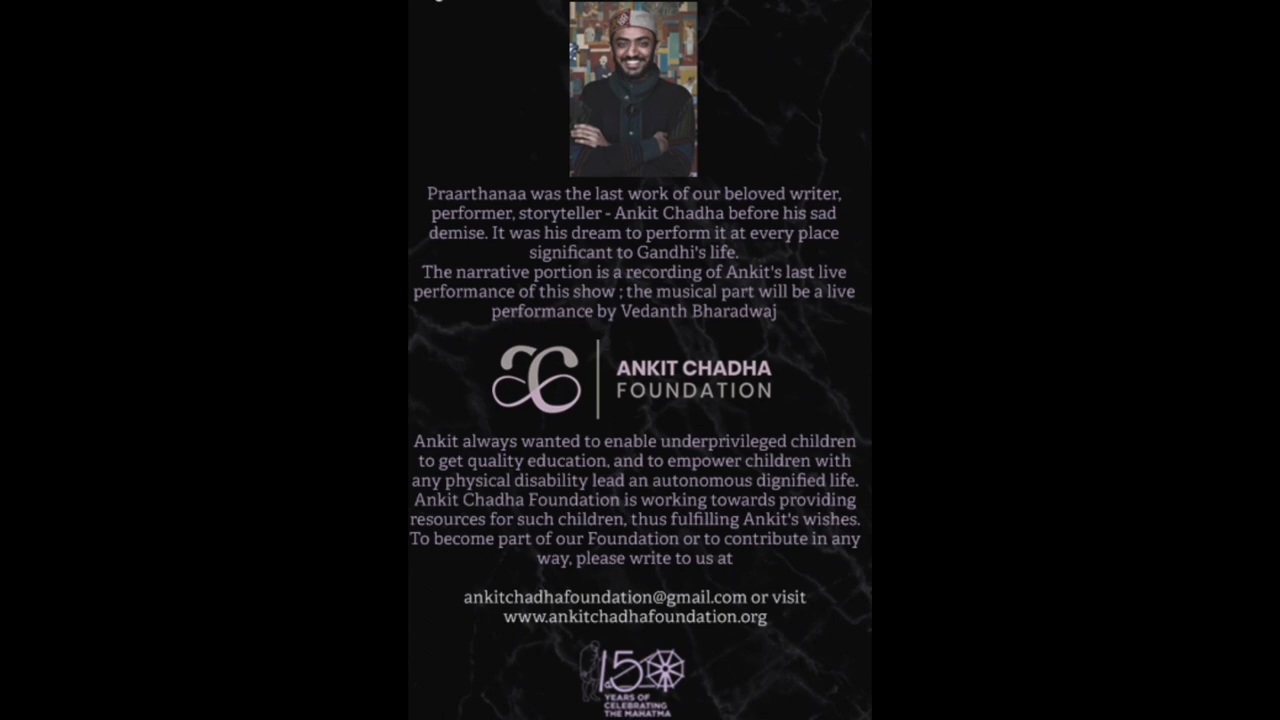 Praarthanaa was the last work of our beloved writer,
performer, storyteller - Ankit Chadha before his sad
demise. It was his dream to perform it at every place
significant to Gandhi's life.
The narrative portion is a recording of Ankit's last live
performance of this show ; the musical part will be a live
performance by Vedanth Bharadwaj
ANKIT CHADHA
FOUNDATION
Ankit always wanted to enable underprivileged children
to get quality education, and to empower children with
any physical disability lead an autonomous dignified life.
Ankit Chadha Foundation is working towards providing
resources for such children, thus fulfilling Ankit's wishes.
To become part of our Foundation or to contribute in any
way, please write to us at
ankitchadhafoundation@gmail.com or visit
www.ankitchadhafoundation.org
150
YEARS OF
CELEBRATING
THE MAHATMA